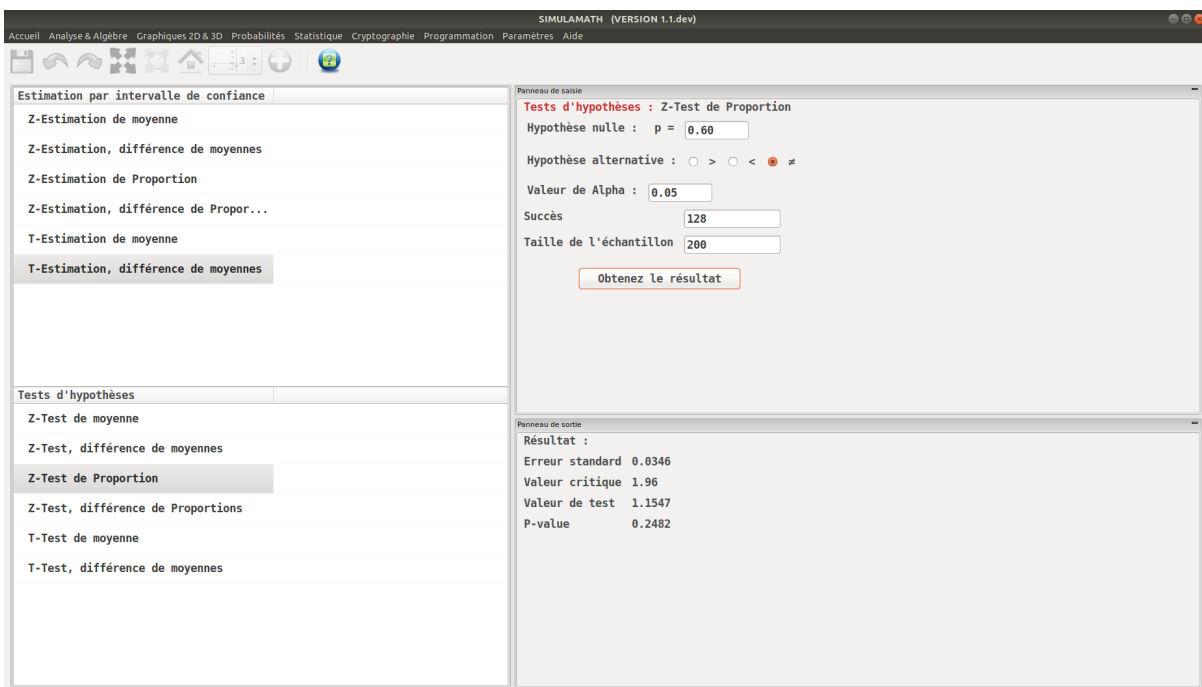 SIMULAMATH (VERSION 1.1.dev)
Accueil Analyse & Algèbre Graphiques 2D & 3D Probabilités Statistique Cryptographie Programmation Paramètres Aide
3
Estimation par intervalle de confiance
Z-Estimation de moyenne
Z-Estimation, différence de moyennes
Z-Estimation de Proportion
Z-Estimation, différence de Propor...
T-Estimation de moyenne
T-Estimation, différence de moyennes
Tests d'hypothèses
Z-Test de moyenne
Z-Test, différence de moyennes
Z-Test de Proportion
Z-Test, différence de Proportions
T-Test de moyenne
T-Test, différence de moyennes
Panneau de saisie
Tests d'hypothèses : Z-Test de Proportion
Hypothèse nulle : p = 0.60
Hypothèse alternative : > < ≠
Valeur de Alpha : 0.05
Succès 128
Taille de l'échantillon 200
Obtenez le résultat
Panneau de sortie
Résultat :
Erreur standard 0.0346
Valeur critique 1.96
Valeur de test 1.1547
P-value 0.2482